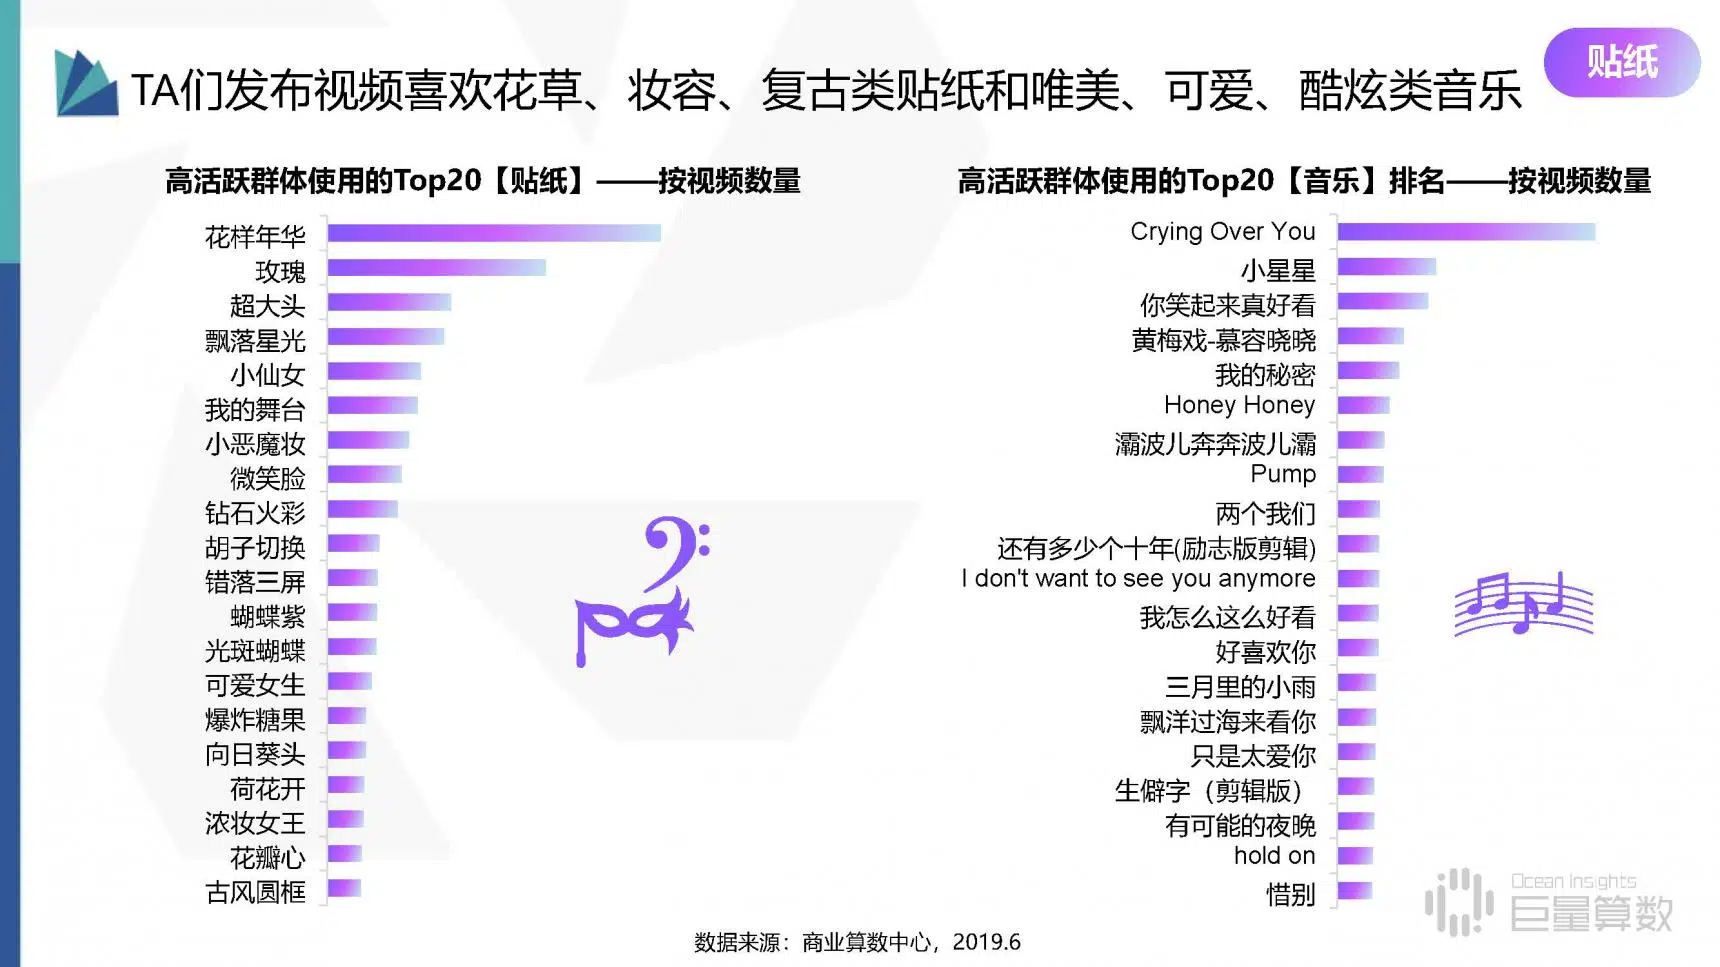 贴纸
TA们发布视频喜欢花草、妆容、复古类贴纸和唯美、可爱、酷炫类音乐
高活跃群体使用的Top20【贴纸】——按视频数量
花样年华
玫瑰
超大头
飘落星光
小仙女
我的舞台
小恶魔妆
微笑脸
钻石火彩
胡子切换
错落三屏
蝴蝶紫
光斑蝴蝶
可爱女生
爆炸糖果
向日葵头
荷花开
浓妆女王
花瓣心
古风圆框
高活跃群体使用的Top20【音乐】排名——按视频数量
Crying Over You
小星星
你笑起来真好看
黄梅戏-慕容晓晓
我的秘密
Honey Honey
灞波儿奔奔波儿灞
Pump
两个我们
还有多少个十年(励志版剪辑)
I don't want to see you anymore
我怎么这么好看
好喜欢你
三月里的小雨
飘洋过海来看你
只是太爱你
生僻字（剪辑版）
有可能的夜晚
hold on
惜别
Ocean Insights
巨量算数
数据来源：商业算数中心，2019.6